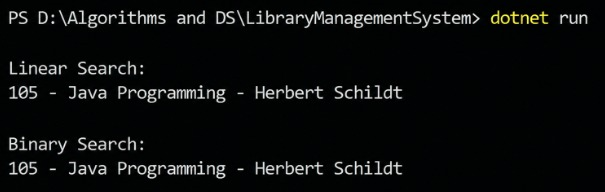 PS D:\Algorithms and DS\LibraryManagementSystem> dotnet run
Linear Search:
105 - Java Programming - Herbert Schildt
Binary Search:
105 - Java Programming - Herbert Schildt